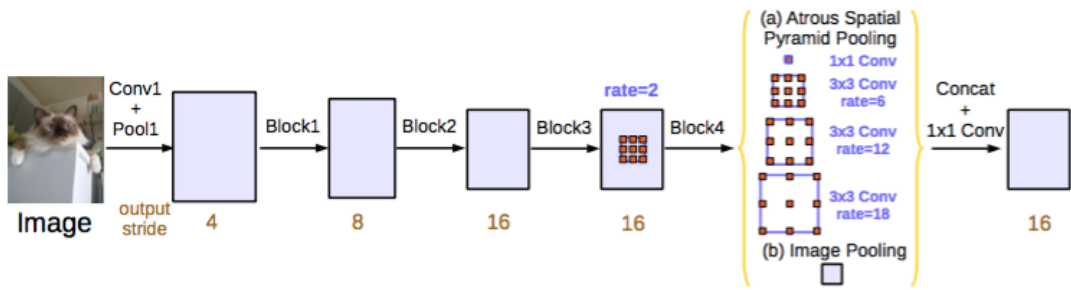 (a) Atrous Spatial
Pyramid Pooling
1x1 Conv
3x3 Conv
rate=6
3x3 Conv
rate=12
3x3 Conv
rate=18
(b) Image Pooling
Conv1
+
Pool1
Block1
Block2
Block3
rate=2
Block4
Concat
+
1x1 Conv
Image
output
stride
4
8
16
16
16